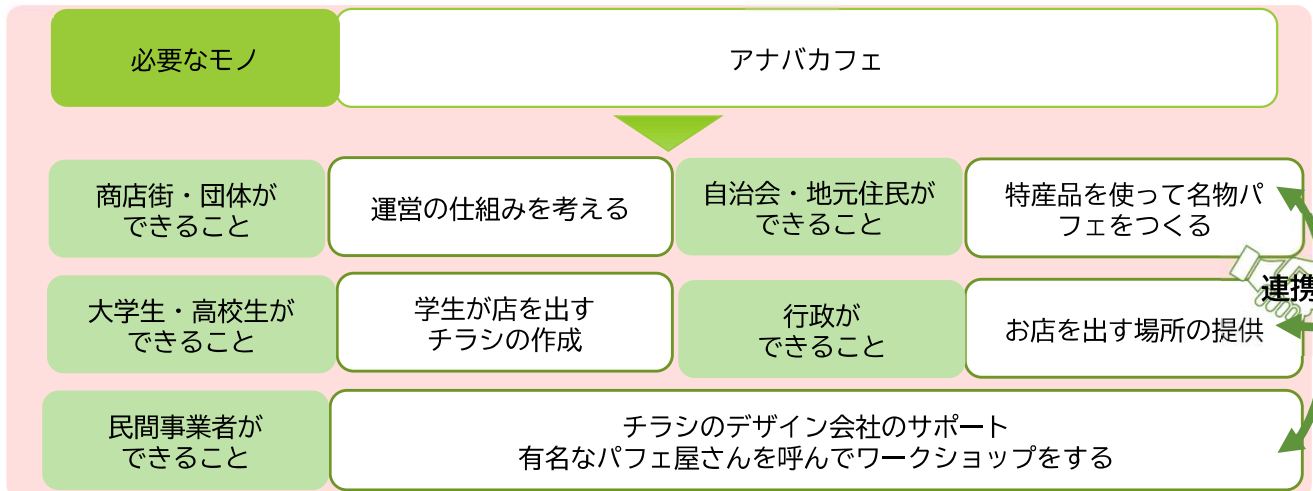 必要なモノ
アナバカフェ
商店街・団体が
できること
運営の仕組みを考える
自治会・地元住民が
できること
特産品を使って名物パ
フェをつくる
大学生・高校生が
できること
学生が店を出す
チラシの作成
行政が
できること
お店を出す場所の提供
連携
民間事業者が
できること
チラシのデザイン会社のサポート
有名なパフェ屋さんを呼んでワークショップをする